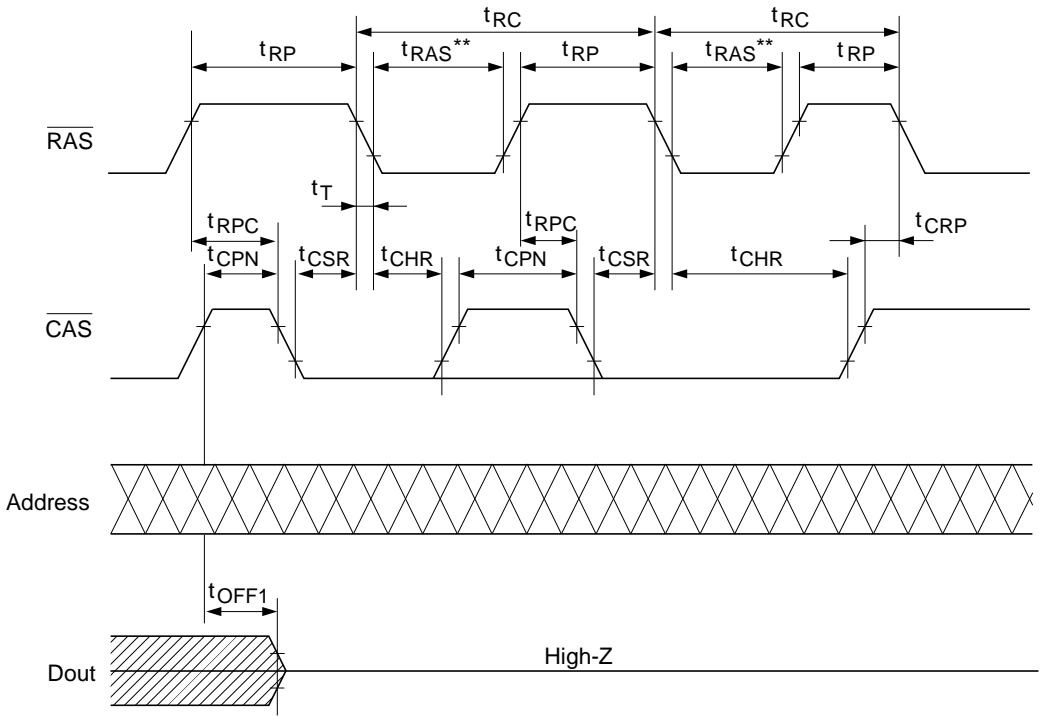 tRC tRC
tRP tRAS** tRP tRAS** tRP
RAS
tT
tRPC tRPC tCRP
tCPN tCSR tCHR tCPN tCSR tCHR
CAS
Address
tOFF1
High-Z
Dout